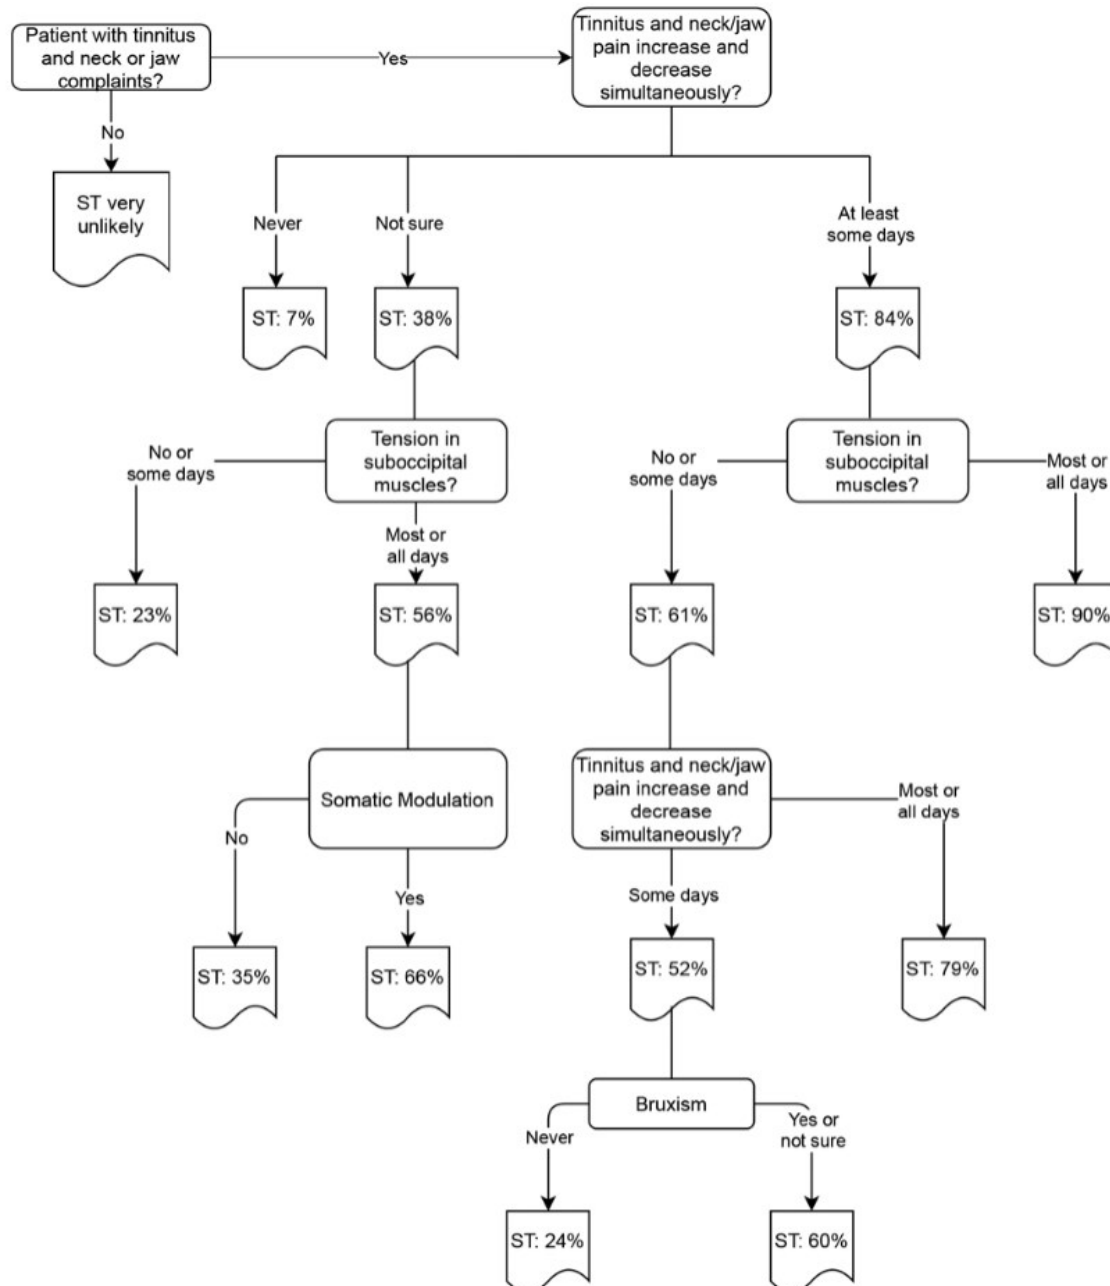 Patient with tinnitus
and neck or jaw
complaints?
Yes
Tinnitus and neck/jaw
pain increase and
decrease
simultaneously?
No
ST very
unlikely
Never
Not sure
At least
some days
ST: 7%
ST: 38%
ST: 84%
No or
some days
Tension in
suboccipital
muscles?
Most or
all days
No or
some days
Tension in
suboccipital
muscles?
Most or
all days
ST: 23%
ST: 56%
ST: 61%
ST: 90%
Somatic Modulation
No
Yes
Tinnitus and neck/jaw
pain increase and
decrease
simultaneously?
Most or
all days
Some days
ST: 35%
ST: 66%
ST: 52%
ST: 79%
Bruxism
Never
Yes or
not sure
ST: 24%
ST: 60%